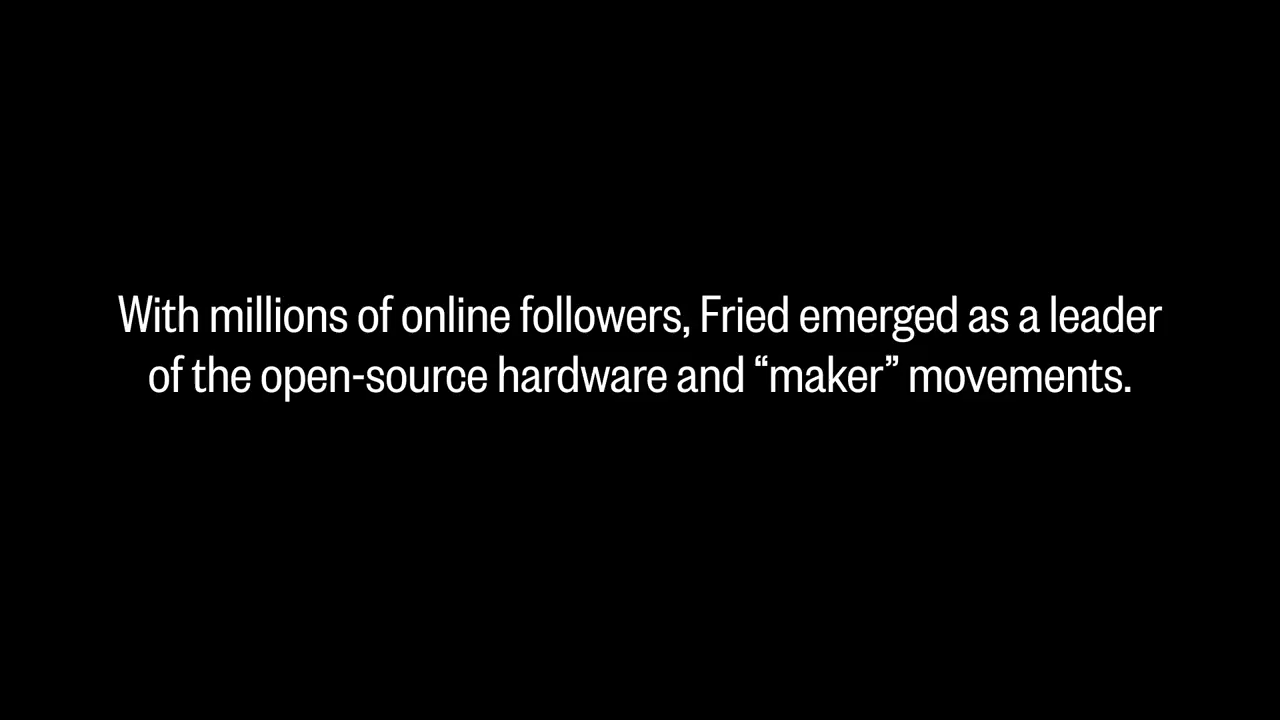 With millions of online followers, Fried emerged as a leader
of the open-source hardware and “maker” movements.